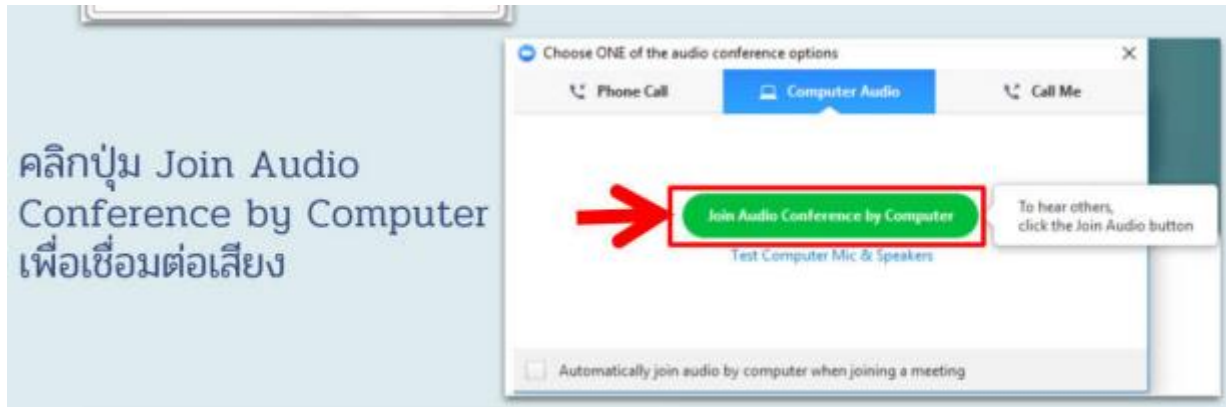 คลิกปุ่ม Join Audio
Conference by Computer
เพื่อเชื่อมต่อเสียง
Choose ONE of the audio conference options
Phone Call
Computer Audio
Call Me
Join Audio Conference by Computer
To hear others,
click the Join Audio button
Test Computer Mic & Speakers
Automatically join audio by computer when joining a meeting